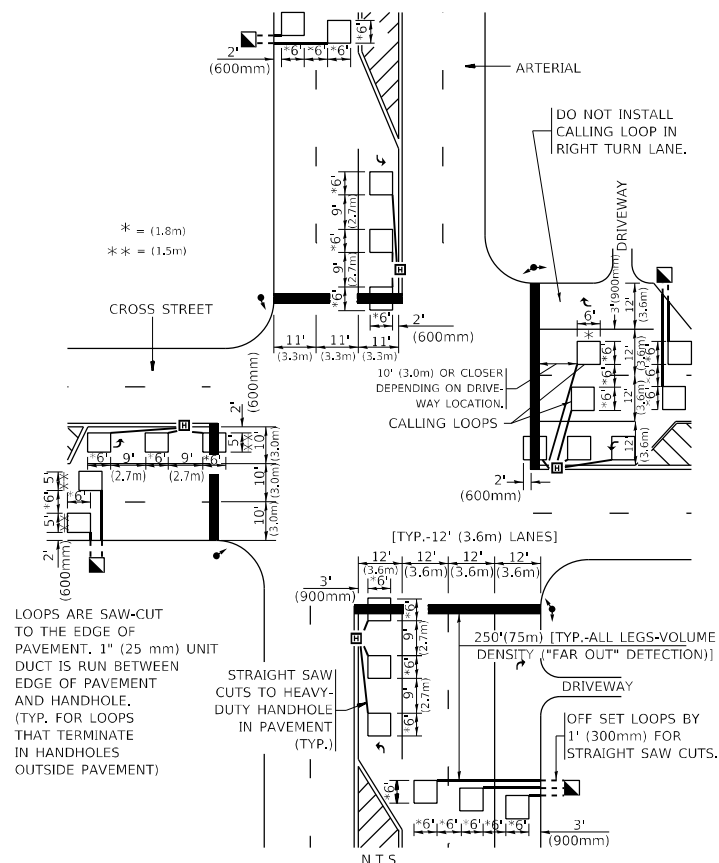 *6'
2'
(600mm)
*6' *6' *6'
ARTERIAL
DO NOT INSTALL
CALLING LOOP IN
RIGHT TURN LANE.
DRIVEWAY
*6'
9'
(2.7m)
*6'
9'
(2.7m)
*6'
H
* = (1.8m)
** = (1.5m)
CROSS STREET
2'
(600mm)
11' 11' 11'
(3.3m) (3.3m) (3.3m)
3'(900mm)
12'
(3.6m)
6'
*
*6'
*6'
*6'
12'
(3.6m)
12'
(3.6m)
12'
(3.6m)
*6'
*6'
*6'
10' (3.0m) OR CLOSER
DEPENDING ON DRIVE-
WAY LOCATION.
CALLING LOOPS
H
2'
(600mm)
2'
(600mm)
H
5'
**
10'
(3.0m)
10'
(3.0m)
10'
(3.0m)
*6' 9' *6' 9' *6'
(2.7m) (2.7m)
5'
**
*6'
*6'
5'
**
2'
(600mm)
[TYP.-12' (3.6m) LANES]
12' 12' 12' 12'
(3.6m) (3.6m) (3.6m) (3.6m)
3'
(900mm)
*6'
*6'
9'
(2.7m)
*6'
9'
(2.7m)
*6'
H
250'(75m) [TYP.-ALL LEGS-VOLUME
DENSITY ("FAR OUT" DETECTION)]
DRIVEWAY
LOOPS ARE SAW-CUT
TO THE EDGE OF
PAVEMENT. 1" (25 mm) UNIT
DUCT IS RUN BETWEEN
EDGE OF PAVEMENT
AND HANDHOLE.
(TYP. FOR LOOPS
THAT TERMINATE
IN HANDHOLES
OUTSIDE PAVEMENT)
STRAIGHT SAW
CUTS TO HEAVY-
DUTY HANDHOLE
IN PAVEMENT
(TYP.)
OFF SET LOOPS BY
1' (300mm) FOR
STRAIGHT SAW CUTS.
*6'
*6' *6' *6' *6' *6'
3'
(900mm)
N.T.S.